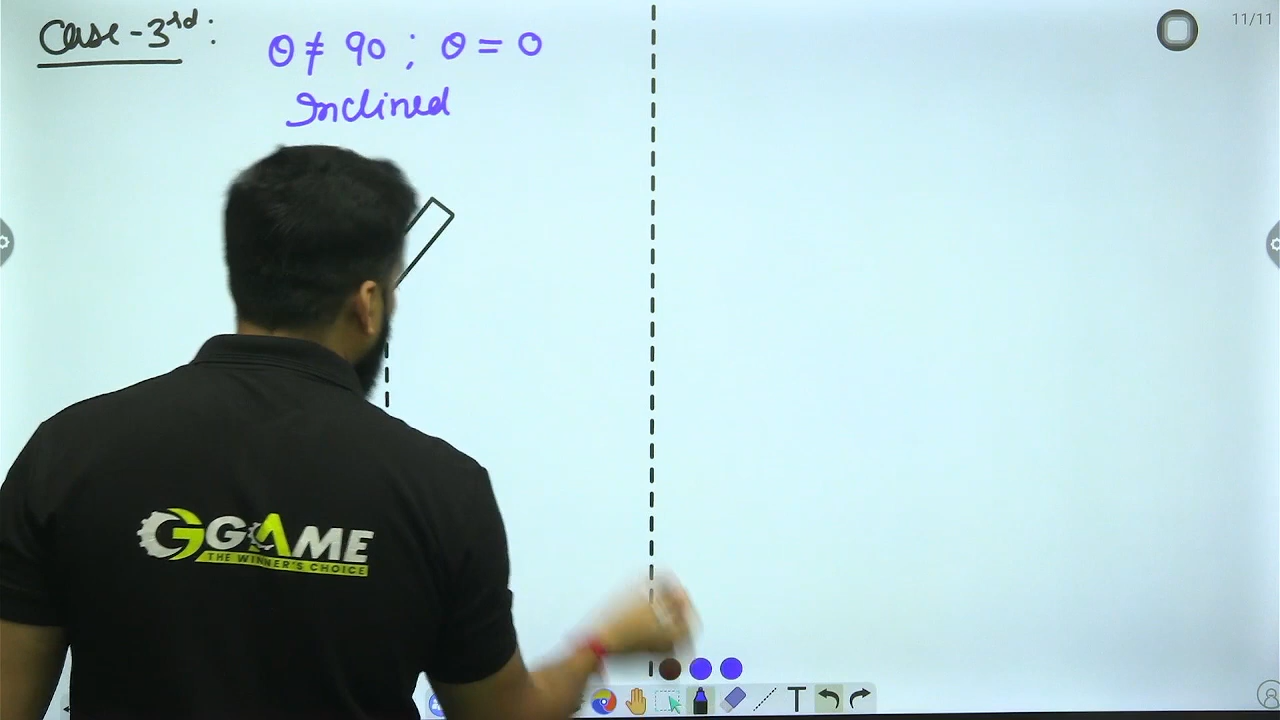 Case-3rd:
θ ≠ 90 ; θ = 0
Inclined
11/11
GGAME
THE WINNER'S CHOICE
T